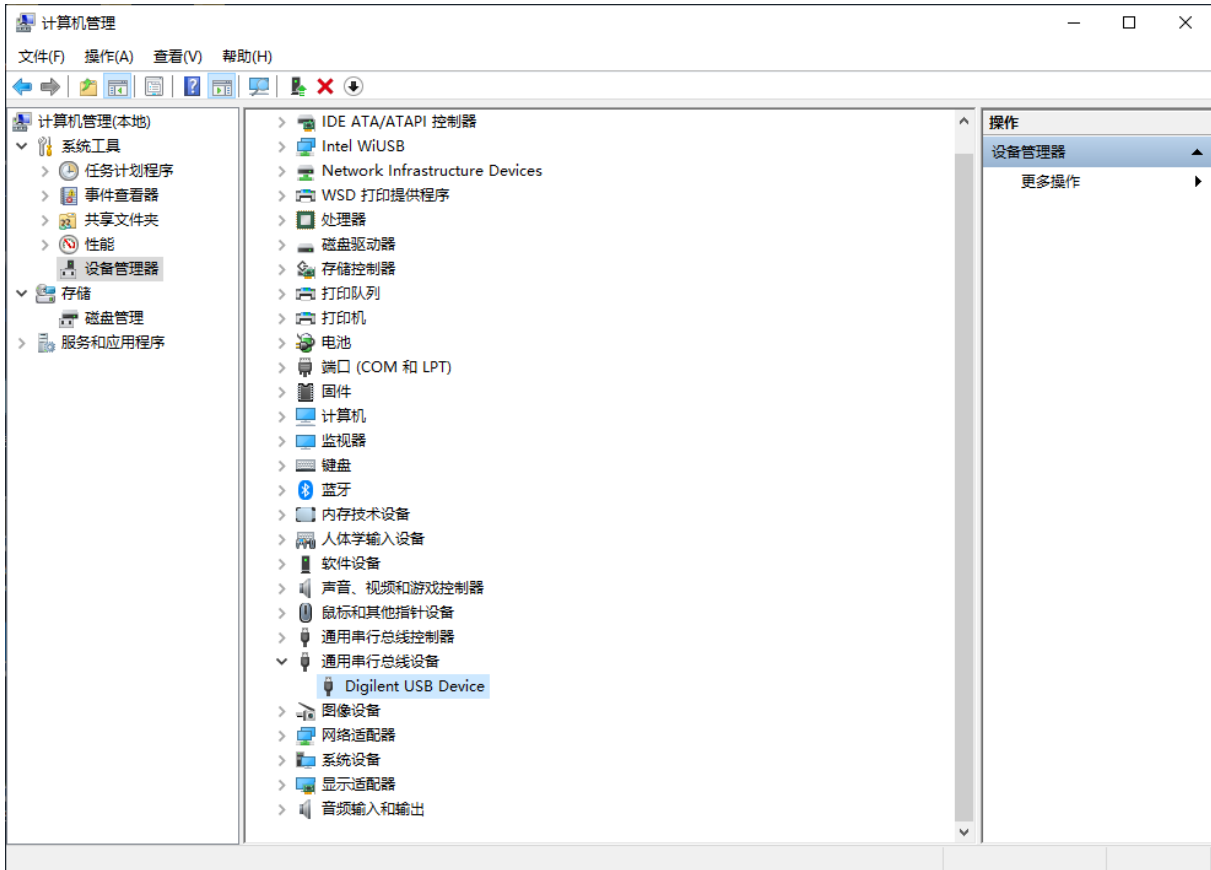 计算机管理
文件(F) 操作(A) 查看(V) 帮助(H)
计算机管理(本地)
系统工具
任务计划程序
事件查看器
共享文件夹
性能
设备管理器
存储
磁盘管理
服务和应用程序
IDE ATA/ATAPI 控制器
Intel WiUSB
Network Infrastructure Devices
WSD 打印提供程序
处理器
磁盘驱动器
存储控制器
打印队列
打印机
电池
端口 (COM 和 LPT)
固件
计算机
监视器
键盘
蓝牙
内存技术设备
人体学输入设备
软件设备
声音、视频和游戏控制器
鼠标和其他指针设备
通用串行总线控制器
通用串行总线设备
Digilent USB Device
图像设备
网络适配器
系统设备
显示适配器
音频输入和输出
操作
设备管理器
更多操作